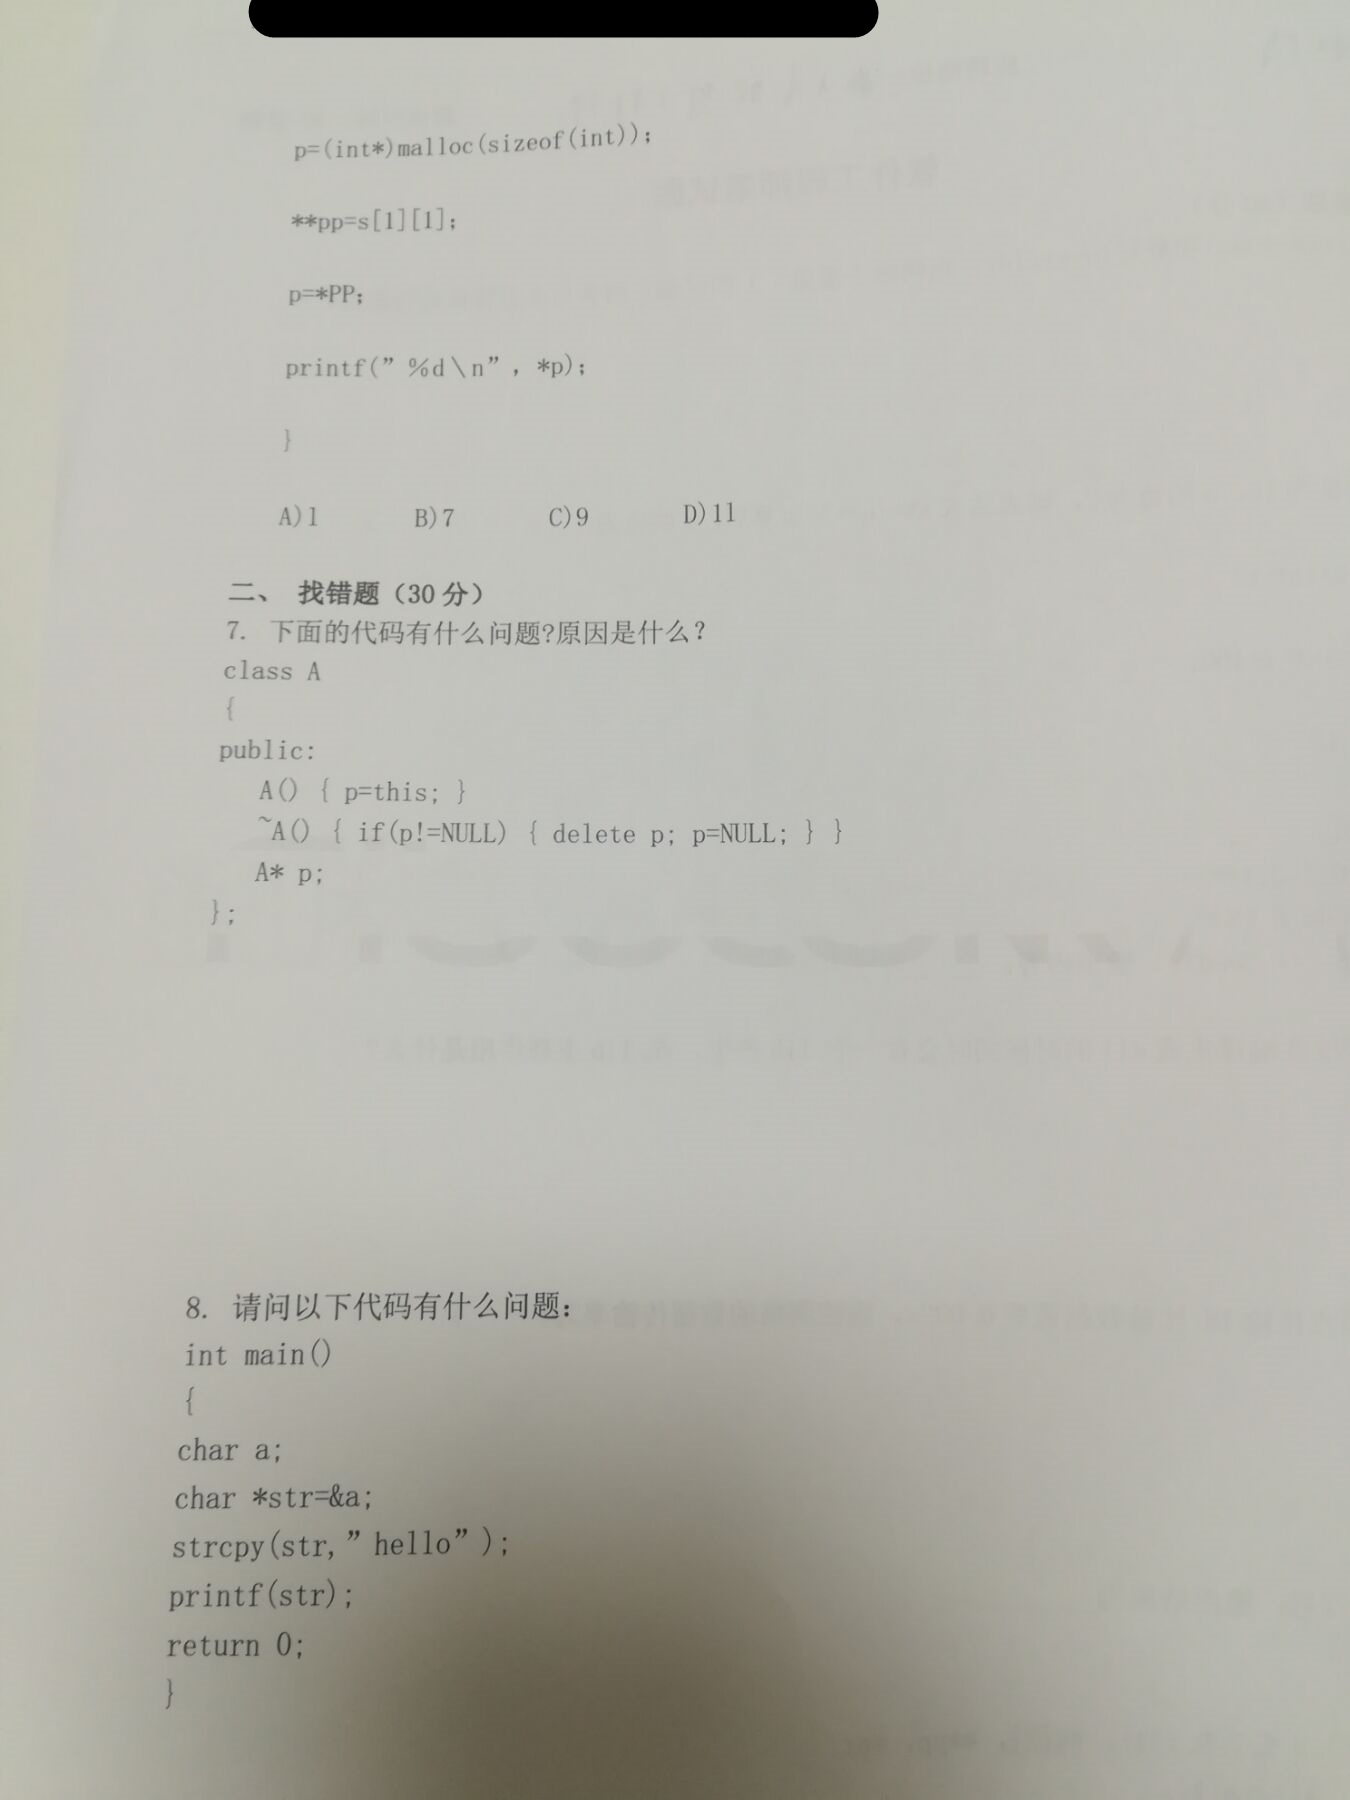 p=(int*)malloc(sizeof(int));
**pp=s[1][1];
p=*PP;
printf(”%d\n”, *p);
}
A)1 B)7 C)9 D)11
二、 找错题（30 分）
7. 下面的代码有什么问题?原因是什么？
class A
{
public:
A() { p=this; }
~A() { if(p!=NULL) { delete p; p=NULL; } }
A* p;
};
8. 请问以下代码有什么问题：
int main()
{
char a;
char *str=&a;
strcpy(str,”hello”);
printf(str);
return 0;
}